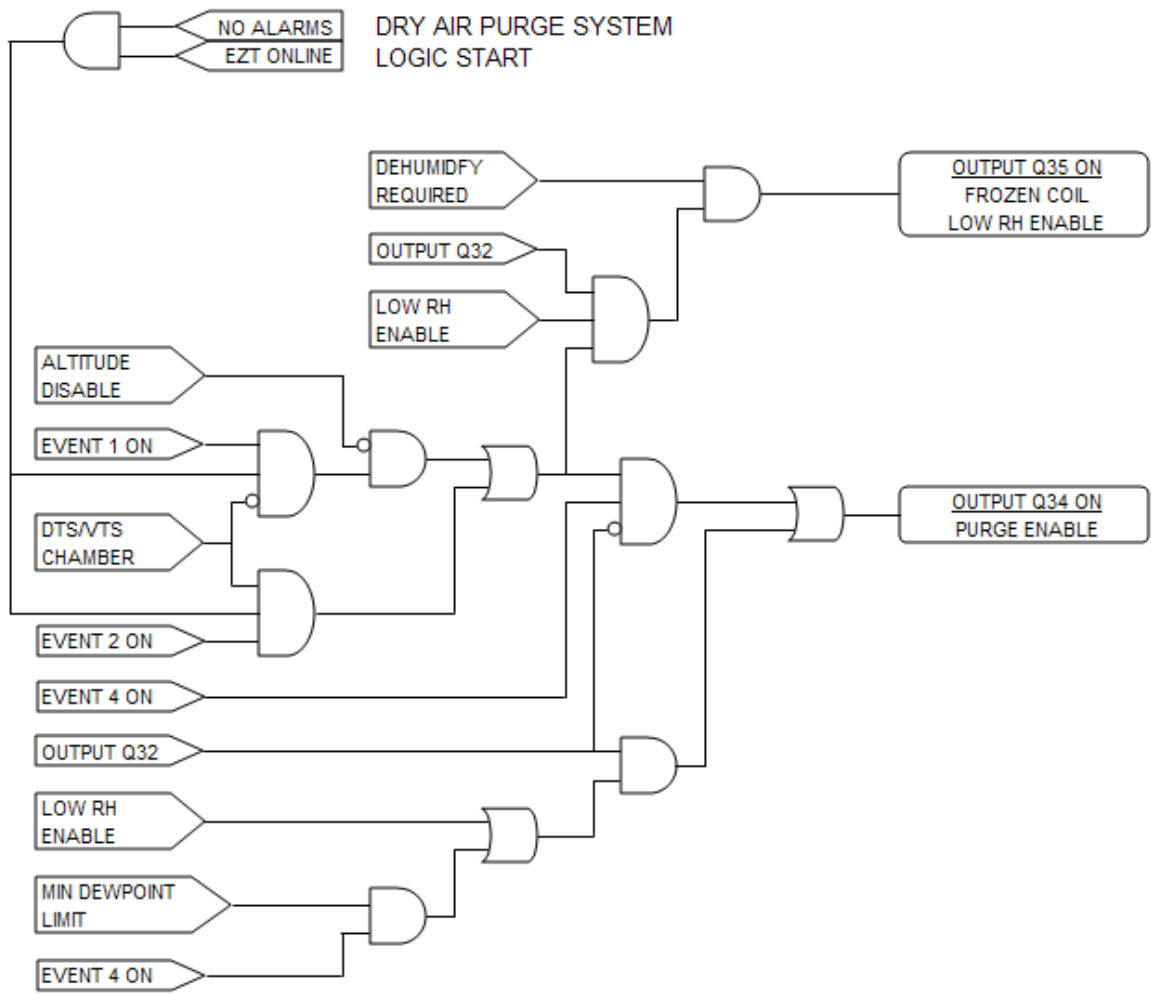 NO ALARMS
EZT ONLINE
DRY AIR PURGE SYSTEM
LOGIC START
DEHUMIDFY
REQUIRED
OUTPUT Q35 ON
FROZEN COIL
LOW RH ENABLE
OUTPUT Q32
LOW RH
ENABLE
ALTITUDE
DISABLE
EVENT 1 ON
DTS/VTS
CHAMBER
OUTPUT Q34 ON
PURGE ENABLE
EVENT 2 ON
EVENT 4 ON
OUTPUT Q32
LOW RH
ENABLE
MIN DEWPOINT
LIMIT
EVENT 4 ON